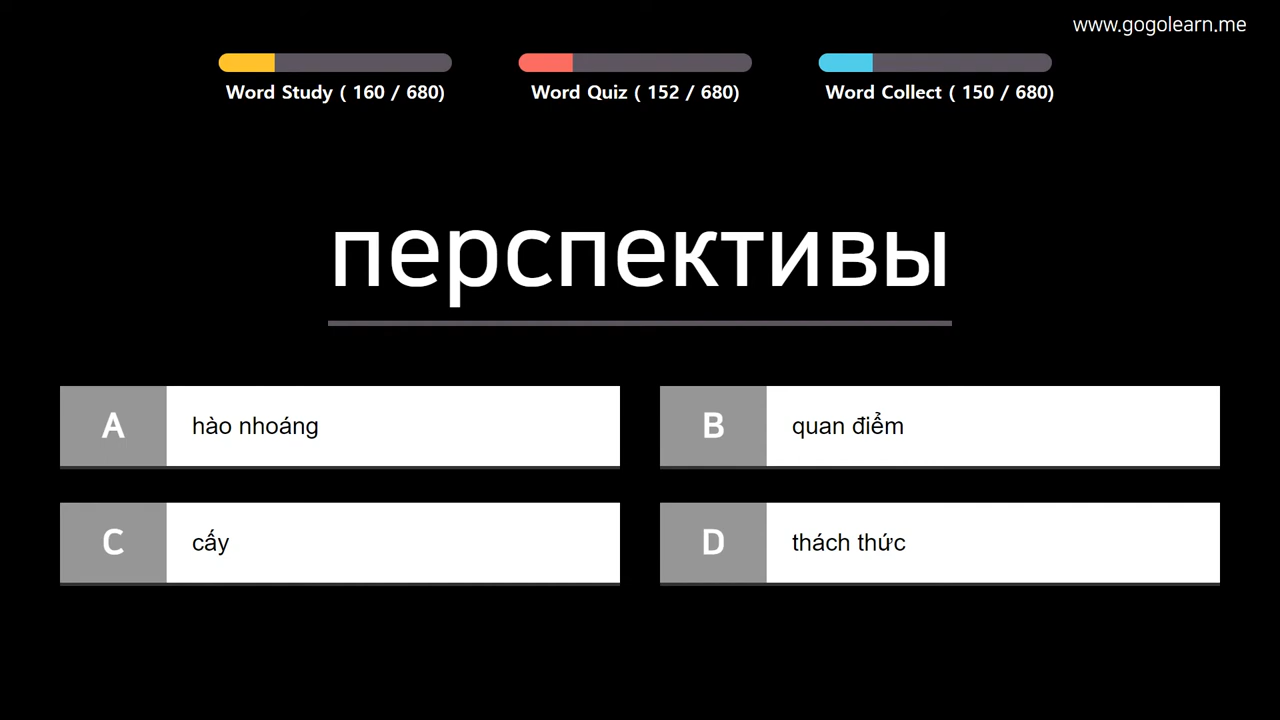 www.gogolearn.me
Word Study ( 160 / 680)
Word Quiz ( 152 / 680)
Word Collect ( 150 / 680)
перспективы
A hào nhoáng
B quan điểm
C cấy
D thách thức